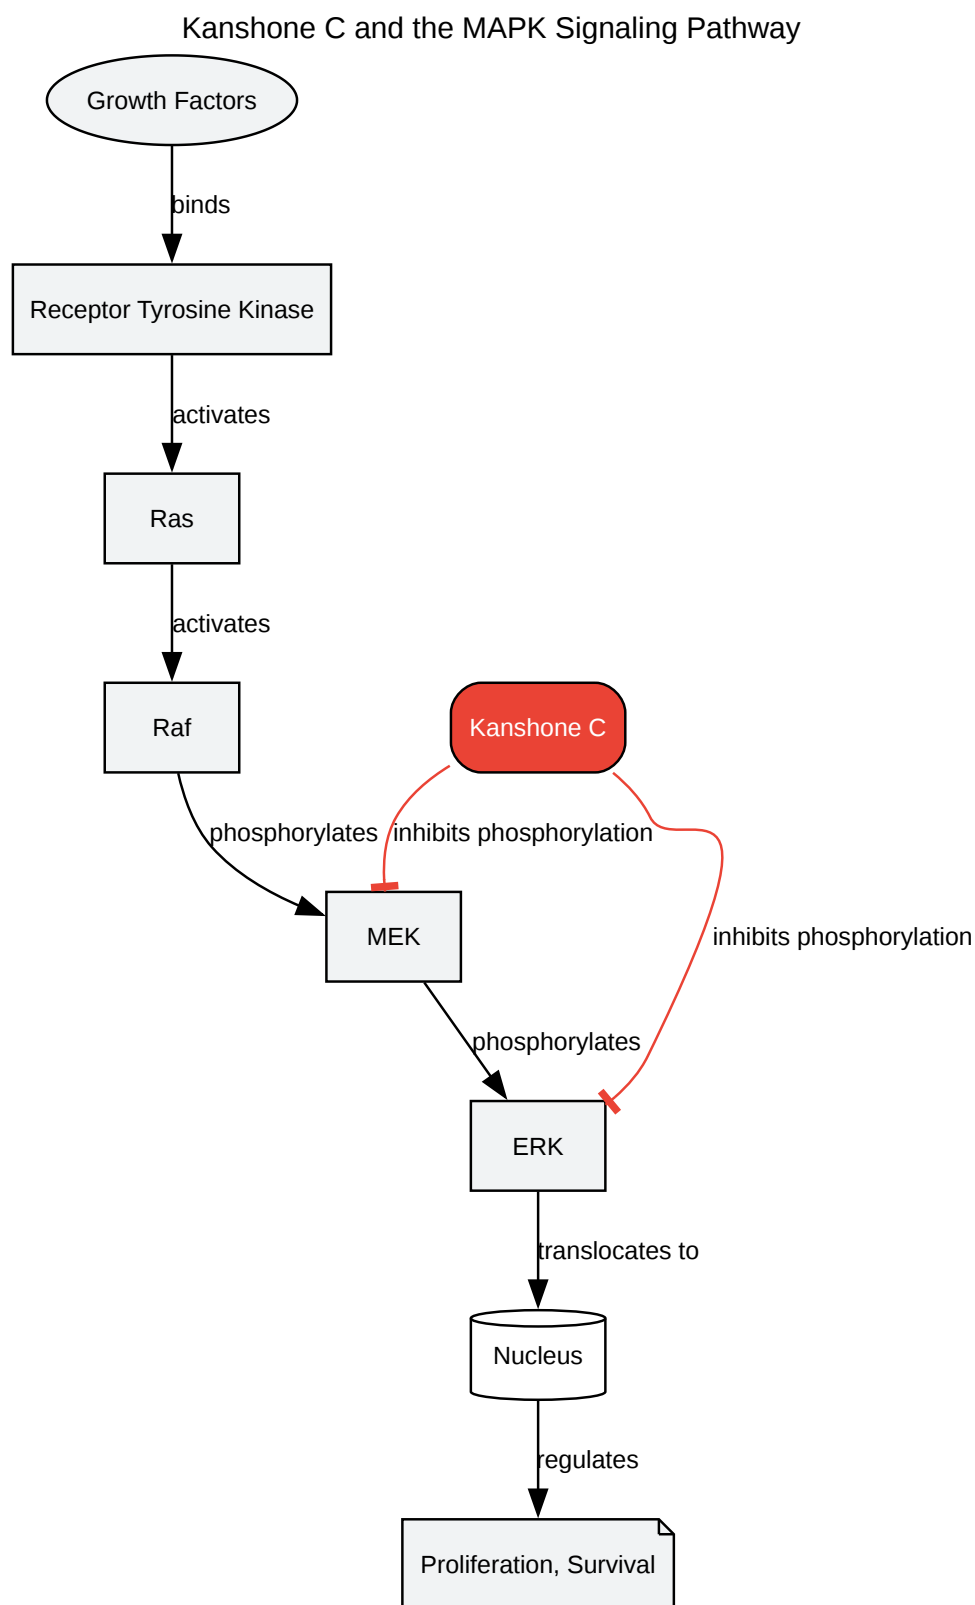 Kanshone C and the MAPK Signaling Pathway
Growth Factors
binds
Receptor Tyrosine Kinase
activates
Ras
activates
Raf
Kanshone C
phosphorylates
inhibits phosphorylation
MEK
inhibits phosphorylation
phosphorylates
ERK
translocates to
Nucleus
regulates
Proliferation, Survival